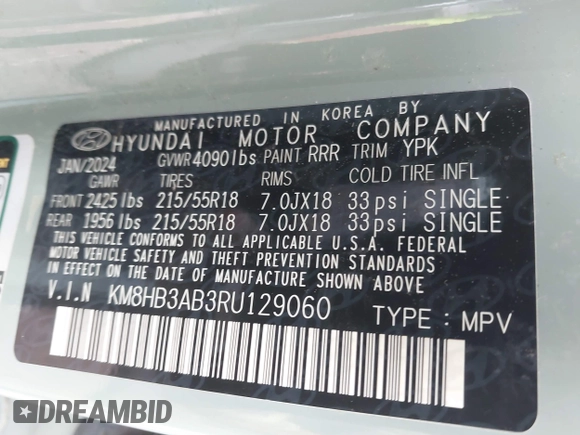 MANUFACTURED IN KOREA BY
HYUNDAI MOTOR COMPANY
JAN/2024 GVWR 4090lbs PAINT RRR TRIM YPK
GAWR TIRES RIMS COLD TIRE INFL
FRONT 2425 lbs 215/55R18 7.0JX18 33psi SINGLE
REAR 1956 lbs 215/55R18 7.0JX18 33psi SINGLE
THIS VEHICLE CONFORMS TO ALL APPLICABLE U.S.A. FEDERAL
MOTOR VEHICLE SAFETY AND THEFT PREVENTION STANDARDS
IN EFFECT ON THE DATE OF MANUFACTURE SHOWN ABOVE
V.I.N KM8HB3AB3RU129060 TYPE : MPV
DREAMBID